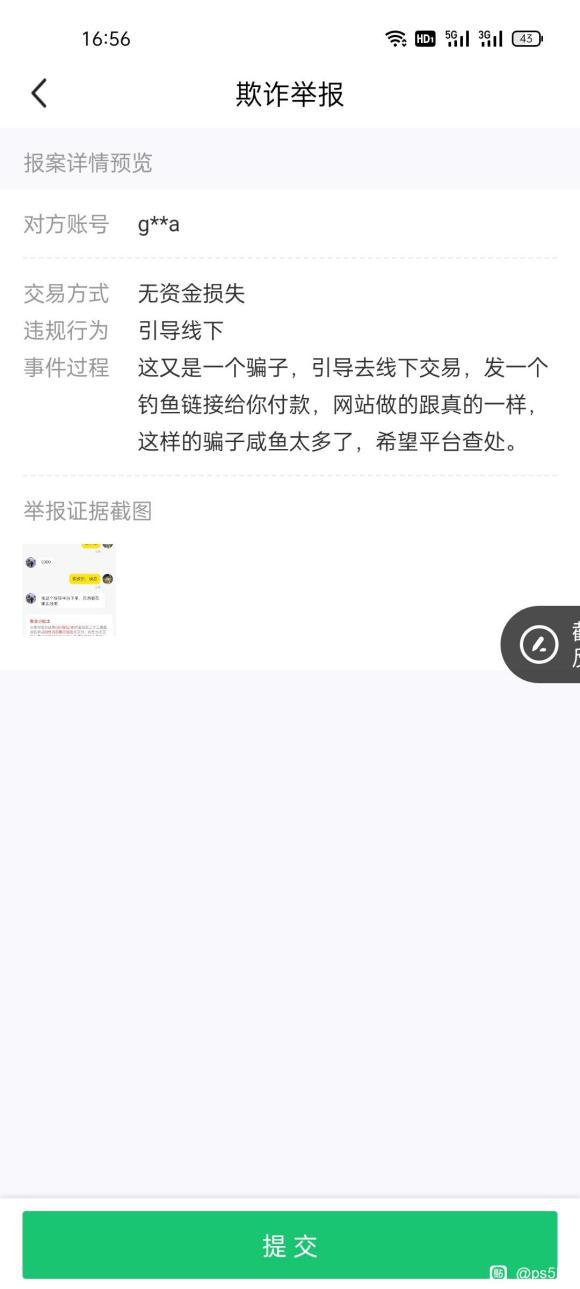 16:56
HD1 5G 3G 43
欺诈举报
报案详情预览
对方账号 g**a
交易方式 无资金损失
违规行为 引导线下
事件过程 这又是一个骗子，引导去线下交易，发一个
钓鱼链接给你付款，网站做的跟真的一样，
这样的骗子咸鱼太多了，希望平台查处。
举报证据截图
提交
贴 @ps5